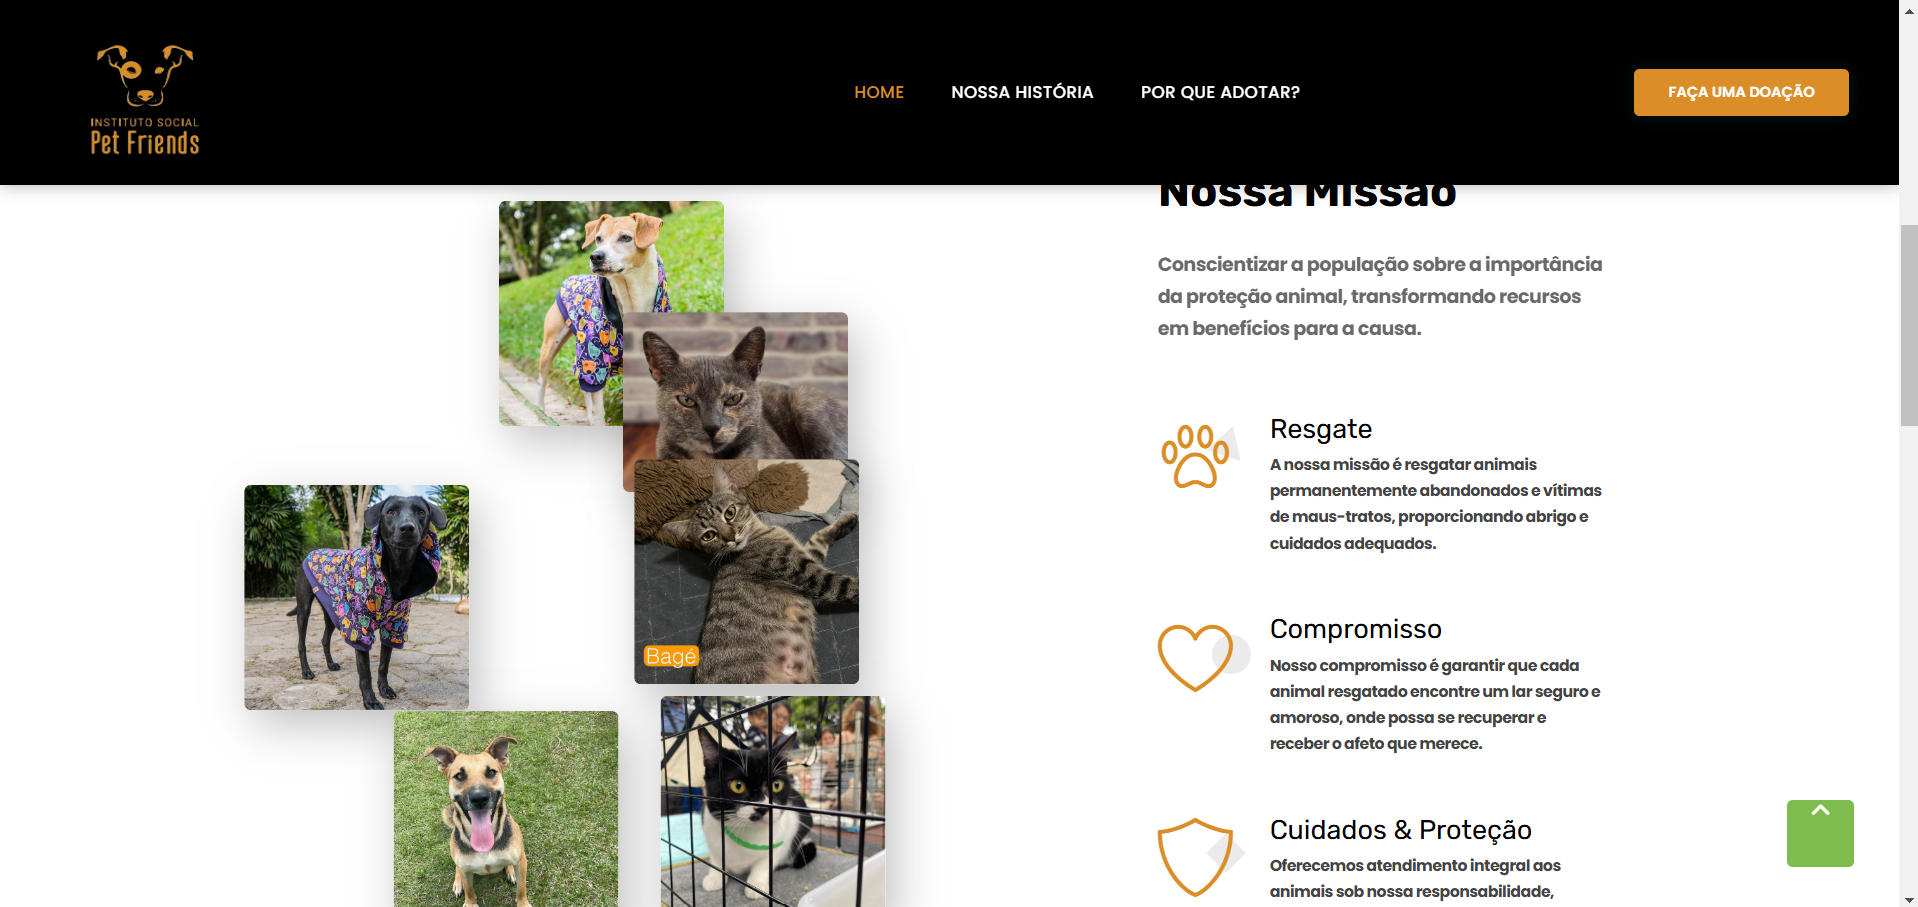 INSTITUTO SOCIAL
Pet Friends
HOME
NOSSA HISTÓRIA
POR QUE ADOTAR?
FAÇA UMA DOAÇÃO
Nossa Missão
Conscientizar a população sobre a importância
da proteção animal, transformando recursos
em benefícios para a causa.
Resgate
A nossa missão é resgatar animais
permanentemente abandonados e vítimas
de maus-tratos, proporcionando abrigo e
cuidados adequados.
Bagé
Compromisso
Nosso compromisso é garantir que cada
animal resgatado encontre um lar seguro e
amoroso, onde possa se recuperar e
receber o afeto que merece.
Cuidados & Proteção
Oferecemos atendimento integral aos
animais sob nossa responsabilidade,